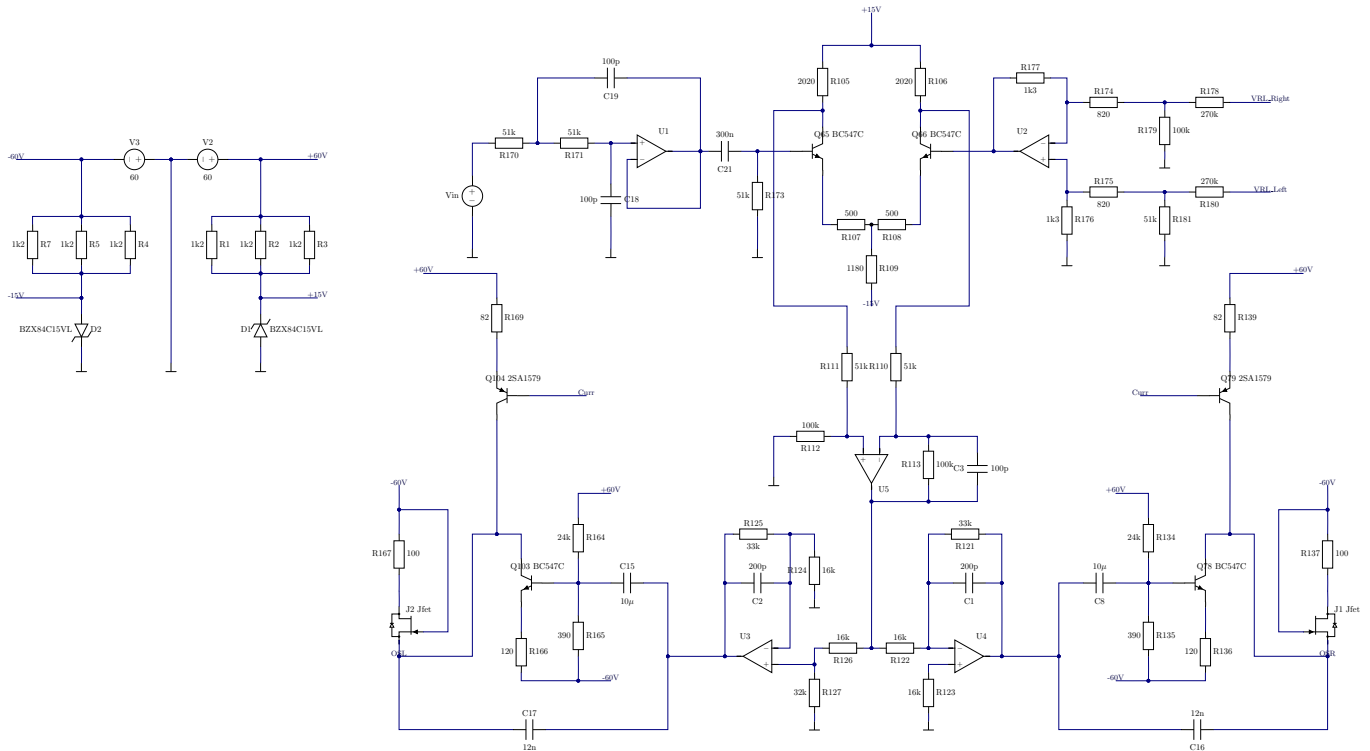 +15V
100p
C19
2020 R105
2020 R106
R177
1k3
R174
820
R178
270k
VRL_Right
R179 100k
51k
R170
51k
R171
U1
300n
C21
Q65 BC547C
Q66 BC547C
U2
-60V
V3
60
V2
60
+60V
Vin
100p C18
51k R173
R175
820
270k
R180
VRL_Left
1k3 R176
51k R181
500
R107
500
R108
1k2 R7
1k2 R5
1k2 R4
1k2 R1
1k2 R2
1k2 R3
1180 R109
+60V
+60V
-15V
+15V
-15V
82 R169
82 R139
BZX84C15VL D2
D1 BZX84C15VL
R111 51k
R110 51k
Q104 2SA1579
Curr
Q79 2SA1579
Curr
100k
R112
R113 100k
C3 100p
U5
-60V
+60V
+60V
-60V
R125
33k
33k
R121
R167 100
24k R164
24k R134
R137 100
Q103 BC547C
C15
10μ
200p
C2
R124 16k
200p
C1
10μ
C8
Q78 BC547C
J2 Jfet
J1 Jfet
390 R165
U3
16k
R126
16k
R122
U4
390 R135
OSL
120 R166
120 R136
OSR
-60V
-60V
32k R127
16k R123
C17
12n
12n
C16